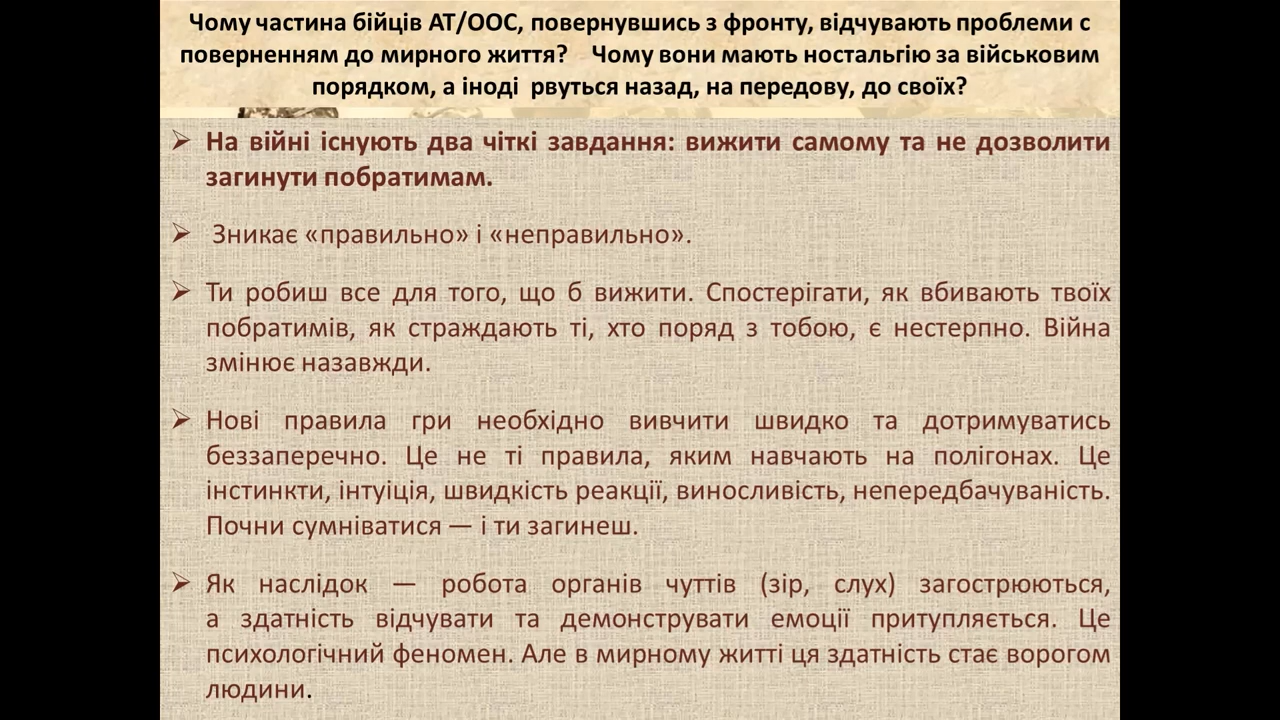 Чому частина бійців АТ/ООС, повернувшись з фронту, відчувають проблеми с
поверненням до мирного життя? Чому вони мають ностальгію за військовим
порядком, а іноді рвуться назад, на передову, до своїх?
На війні існують два чіткі завдання: вижити самому та не дозволити
загинути побратимам.
Зникає «правильно» і «неправильно».
Ти робиш все для того, що б вижити. Спостерігати, як вбивають твоїх
побратимів, як страждають ті, хто поряд з тобою, є нестерпно. Війна
змінює назавжди.
Нові правила гри необхідно вивчити швидко та дотримуватись
беззаперечно. Це не ті правила, яким навчають на полігонах. Це
інстинкти, інтуіція, швидкість реакції, виносливість, непередбачуваність.
Почни сумніватися — і ти загинеш.
Як наслідок — робота органів чуттів (зір, слух) загострюються,
а здатність відчувати та демонструвати емоції притупляється. Це
психологічний феномен. Але в мирному житті ця здатність стає ворогом
людини.